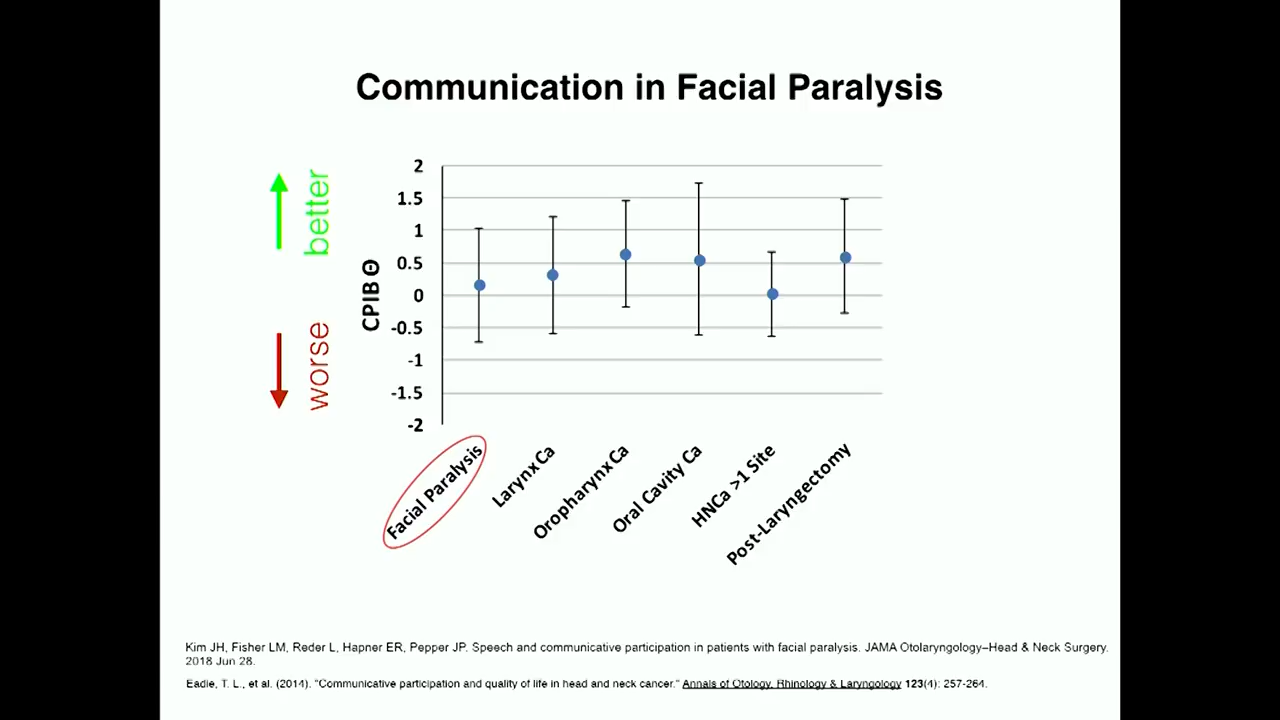 Communication in Facial Paralysis
better
worse
CPIB Θ
2
1.5
1
0.5
0
-0.5
-1
-1.5
-2
Facial Paralysis
Larynx Ca
Oropharynx Ca
Oral Cavity Ca
HNCa >1 Site
Post-Laryngectomy
Kim JH, Fisher LM, Reder L, Hapner ER, Pepper JP. Speech and communicative participation in patients with facial paralysis. JAMA Otolaryngology–Head & Neck Surgery.
2018 Jun 28.
Eadie, T. L., et al. (2014). "Communicative participation and quality of life in head and neck cancer." Annals of Otology, Rhinology & Laryngology 123(4): 257-264.